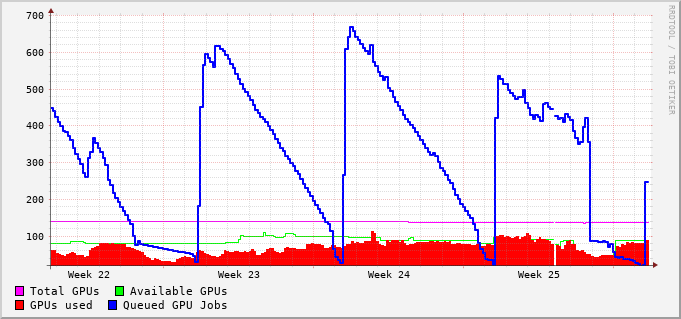 700
600
500
400
300
200
100
Week 22 Week 23 Week 24 Week 25
Total GPUs Available GPUs
GPUs used Queued GPU Jobs
RRDTOOL / TOBI OETIKER